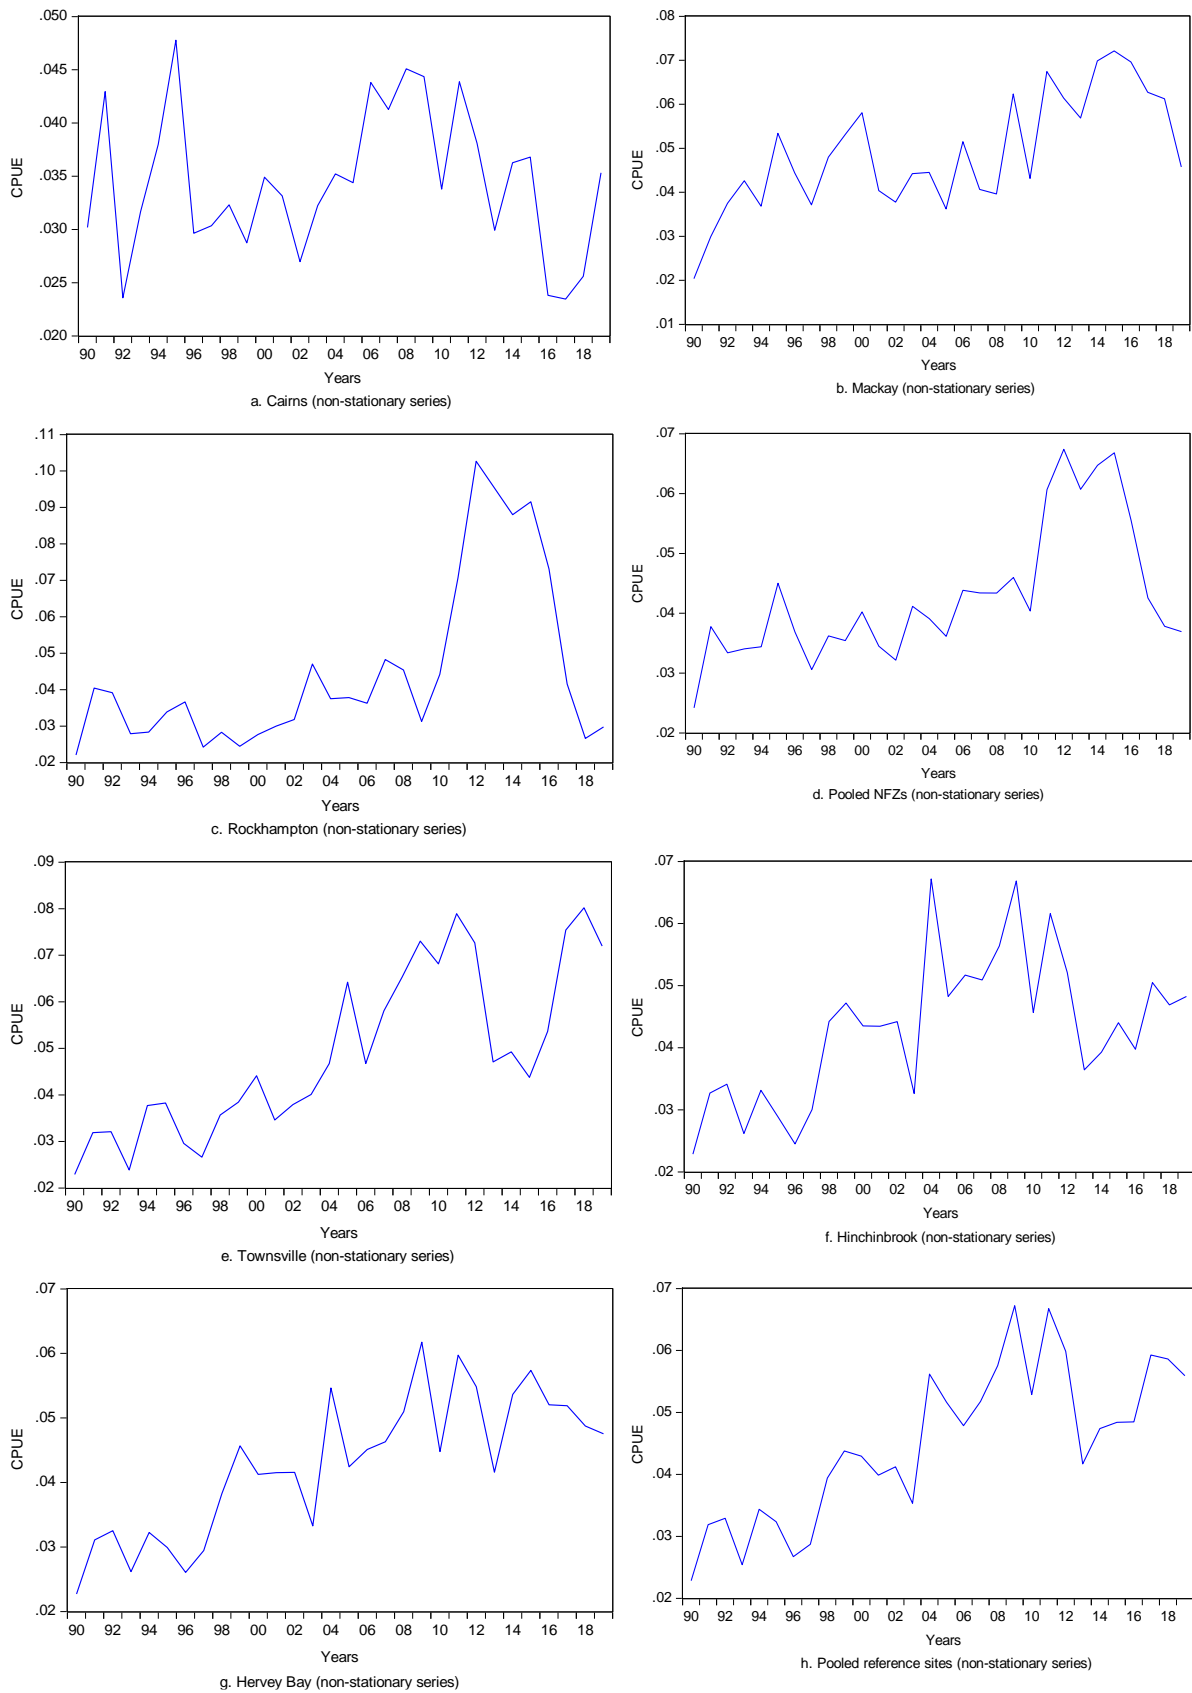 .050
.045
.040
.035
.030
.025
.020
CPUE
90 92 94 96 98 00 02 04 06 08 10 12 14 16 18
Years
a. Cairns (non-stationary series)
.08
.07
.06
.05
.04
.03
.02
.01
CPUE
90 92 94 96 98 00 02 04 06 08 10 12 14 16 18
Years
b. Mackay (non-stationary series)
.11
.10
.09
.08
.07
.06
.05
.04
.03
.02
CPUE
90 92 94 96 98 00 02 04 06 08 10 12 14 16 18
Years
c. Rockhampton (non-stationary series)
.07
.06
.05
.04
.03
.02
CPUE
90 92 94 96 98 00 02 04 06 08 10 12 14 16 18
Years
d. Pooled NFZs (non-stationary series)
.09
.08
.07
.06
.05
.04
.03
.02
CPUE
90 92 94 96 98 00 02 04 06 08 10 12 14 16 18
Years
e. Townsville (non-stationary series)
.07
.06
.05
.04
.03
.02
CPUE
90 92 94 96 98 00 02 04 06 08 10 12 14 16 18
Years
f. Hinchinbrook (non-stationary series)
.07
.06
.05
.04
.03
.02
CPUE
90 92 94 96 98 00 02 04 06 08 10 12 14 16 18
Years
g. Hervey Bay (non-stationary series)
.07
.06
.05
.04
.03
.02
CPUE
90 92 94 96 98 00 02 04 06 08 10 12 14 16 18
Years
h. Pooled reference sites (non-stationary series)